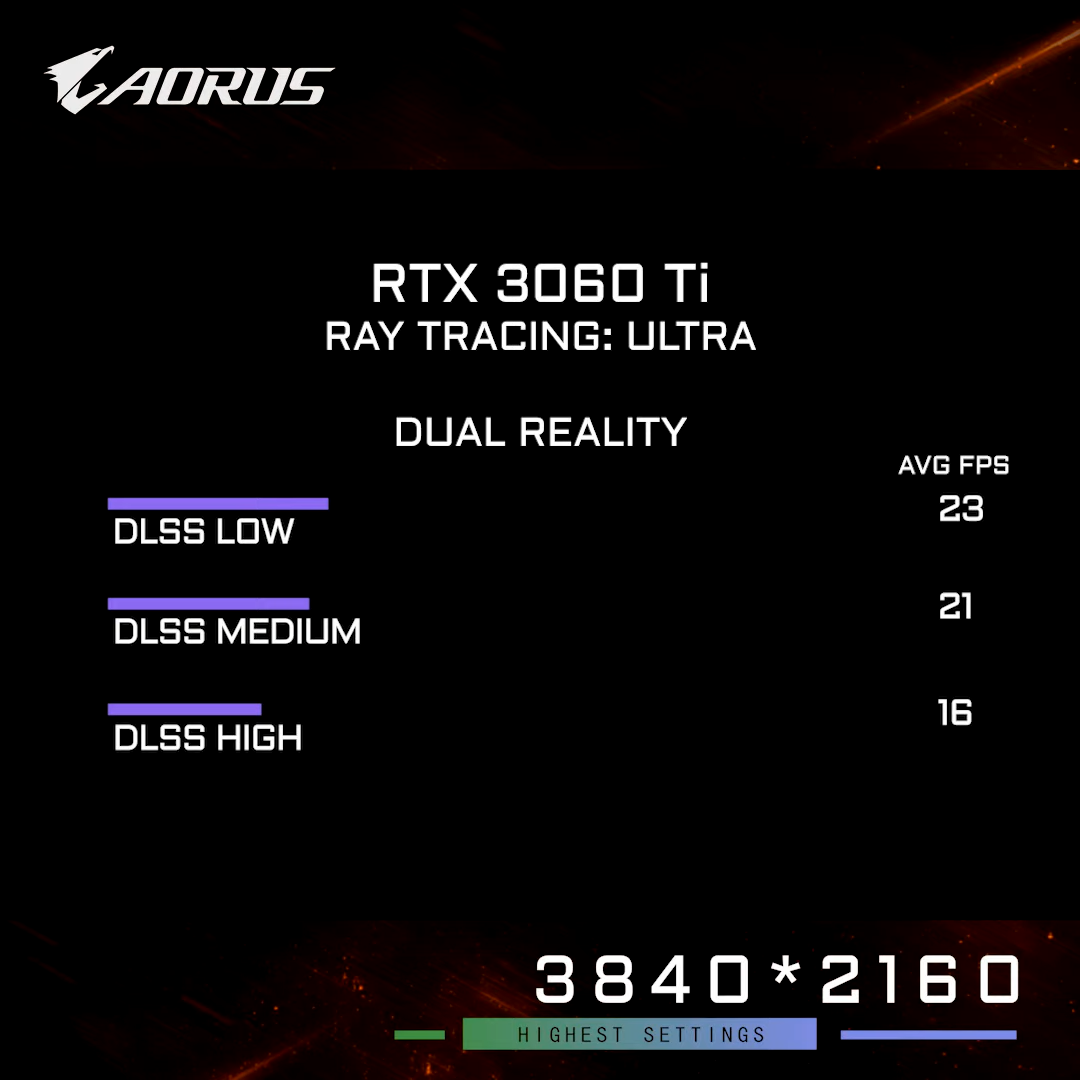 AORUS
RTX 3060 Ti
RAY TRACING: ULTRA
DUAL REALITY
AVG FPS
DLSS LOW 23
DLSS MEDIUM 21
DLSS HIGH 16
3840*2160
HIGHEST SETTINGS